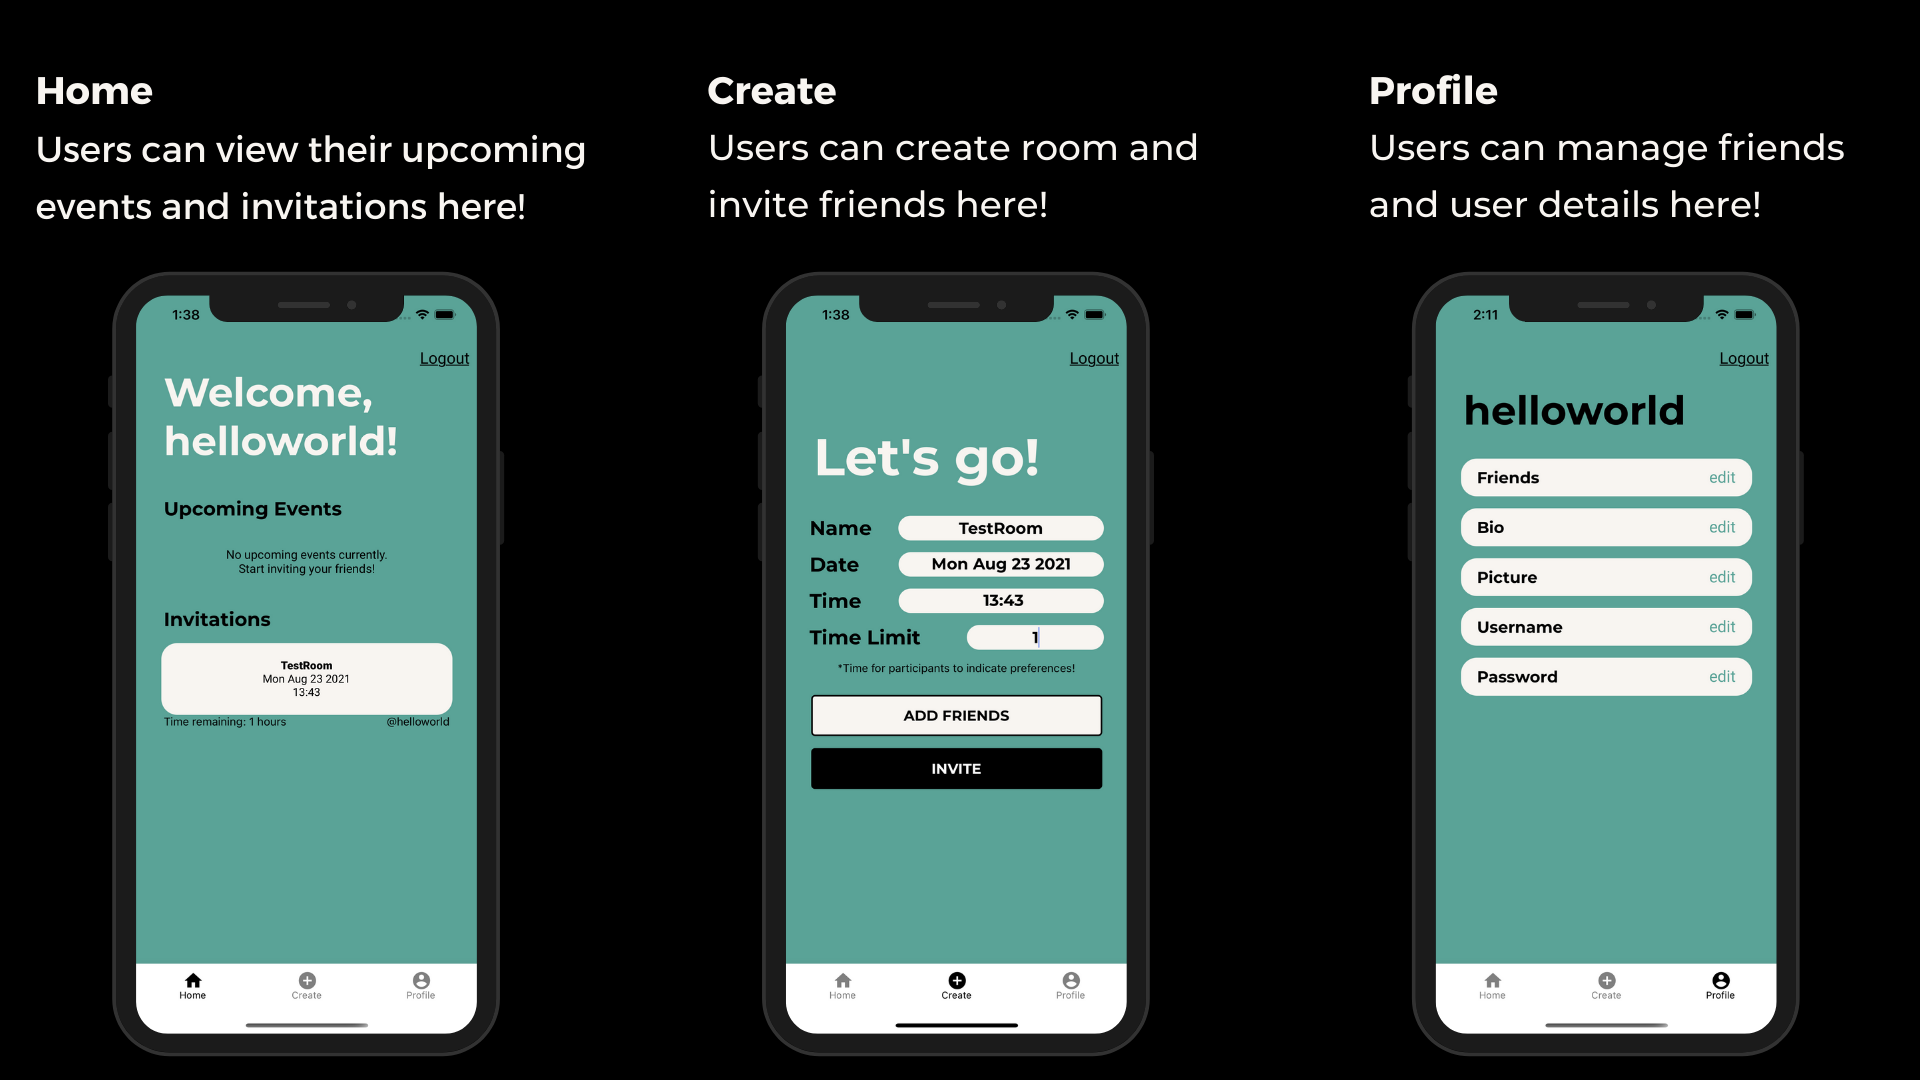 Home
Users can view their upcoming
events and invitations here!
1:38
Logout
Welcome,
helloworld!
Upcoming Events
No upcoming events currently.
Start inviting your friends!
Invitations
TestRoom
Mon Aug 23 2021
13:43
Time remaining: 1 hours @helloworld
Home Create Profile
Create
Users can create room and
invite friends here!
1:38
Logout
Let's go!
Name TestRoom
Date Mon Aug 23 2021
Time 13:43
Time Limit 1
*Time for participants to indicate preferences!
ADD FRIENDS
INVITE
Home Create Profile
Profile
Users can manage friends
and user details here!
2:11
Logout
helloworld
Friends edit
Bio edit
Picture edit
Username edit
Password edit
Home Create Profile